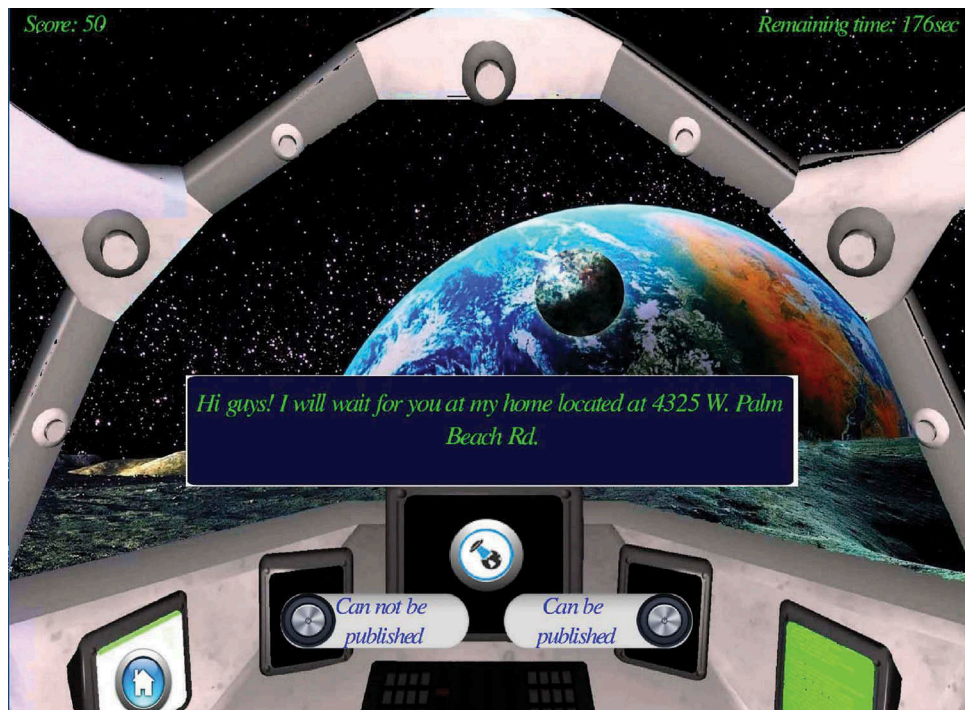 Score: 50
Remaining time: 176sec
Hi guys! I will wait for you at my home located at 4325 W. Palm
Beach Rd.
Can not be
published
Can be
published